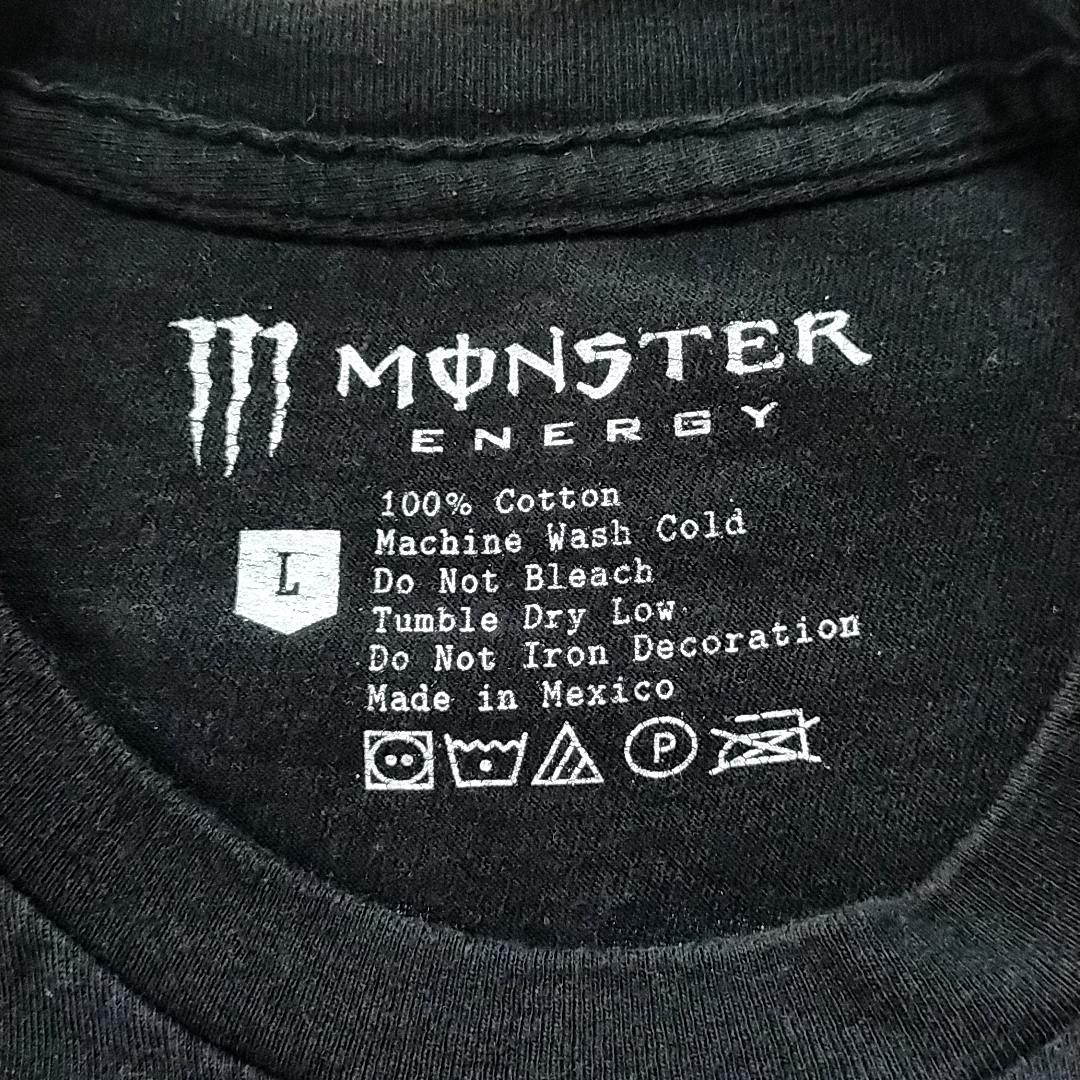 MONSTER
ENERGY
100% Cotton
Machine Wash Cold
L
Do Not Bleach
Tumble Dry Low
Do Not Iron Decoration
Made in Mexico
P